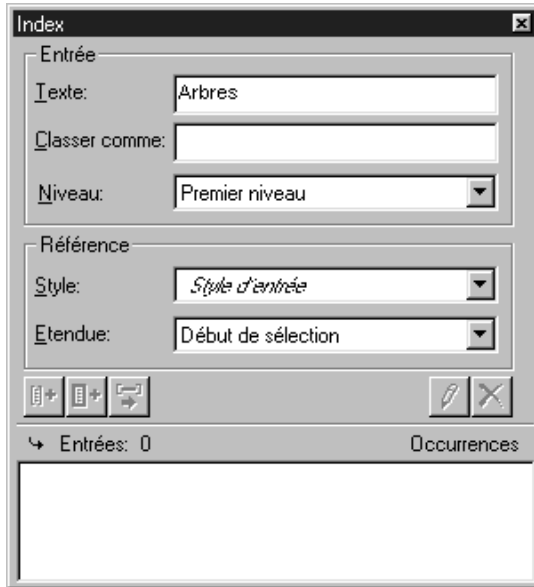 Index
Entrée
Texte: Arbres
Classer comme:
Niveau: Premier niveau
Référence
Style: Style d'entrée
Etendue: Début de sélection
Entrées: 0 Occurrences